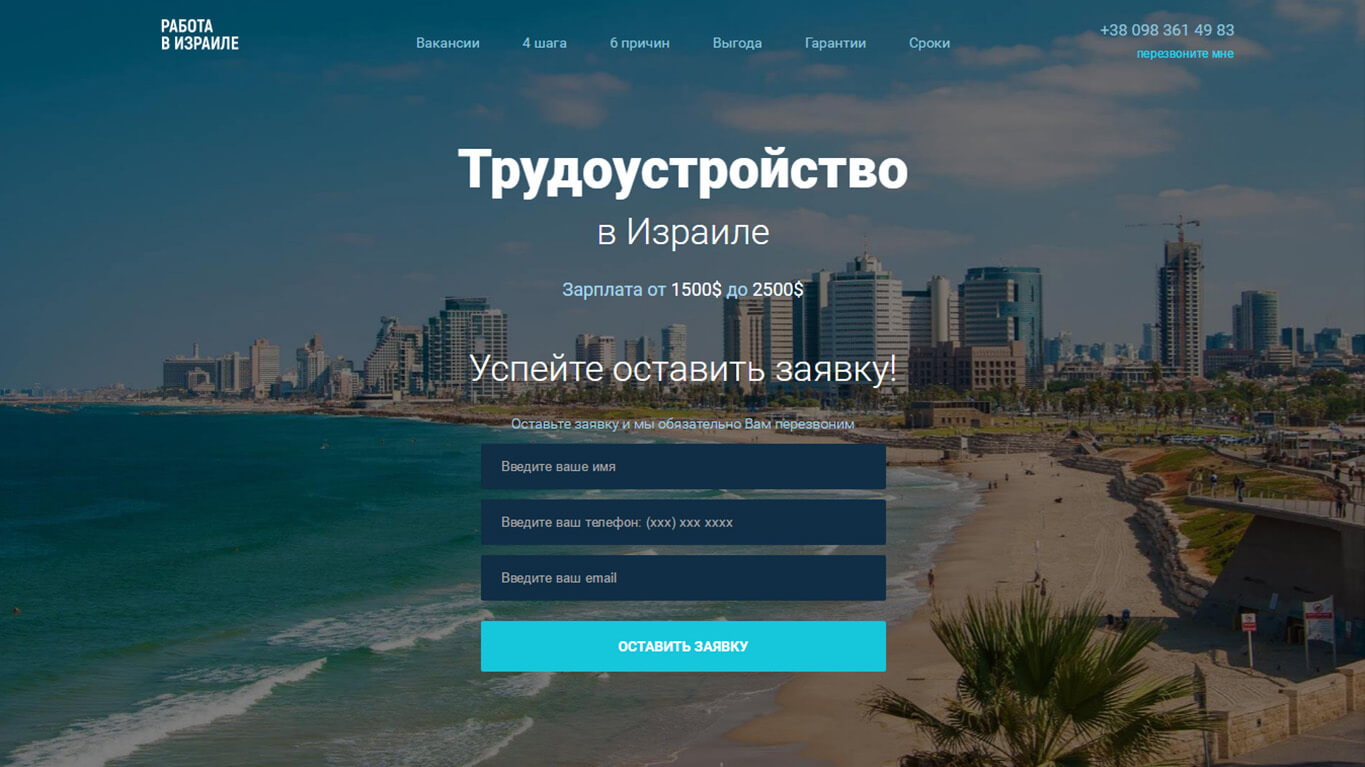 РАБОТА
В ИЗРАИЛЕ
Вакансии
4 шага
6 причин
Выгода
Гарантии
Сроки
+38 098 361 49 83
перезвоните мне
Трудоустройство
в Израиле
Зарплата от 1500$ до 2500$
Успейте оставить заявку!
Оставьте заявку и мы обязательно Вам перезвоним
Введите ваше имя
Введите ваш телефон: (xxx) xxx xxxx
Введите ваш email
ОСТАВИТЬ ЗАЯВКУ